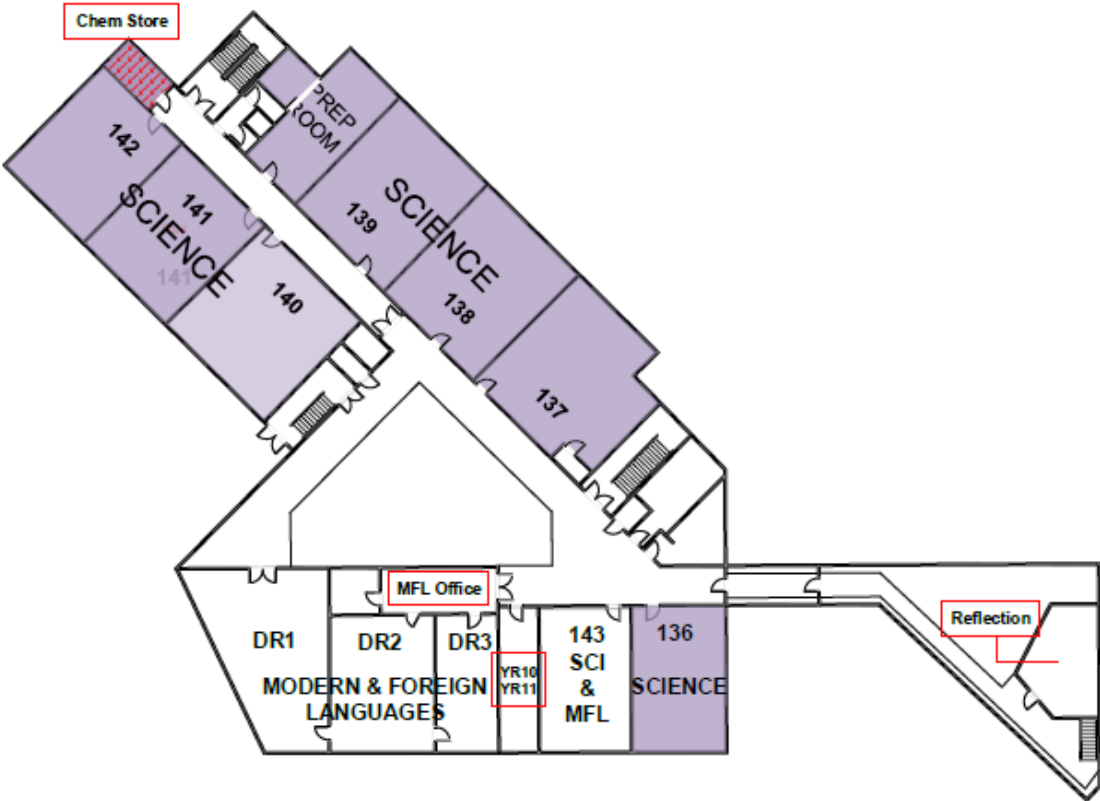 Chem Store
PREP
ROOM
142
141
SCIENCE
141
140
SCIENCE
139
138
137
MFL Office
DR1
DR2
DR3
YR10
YR11
143
SCI
&
MFL
136
SCIENCE
MODERN & FOREIGN
LANGUAGES
Reflection